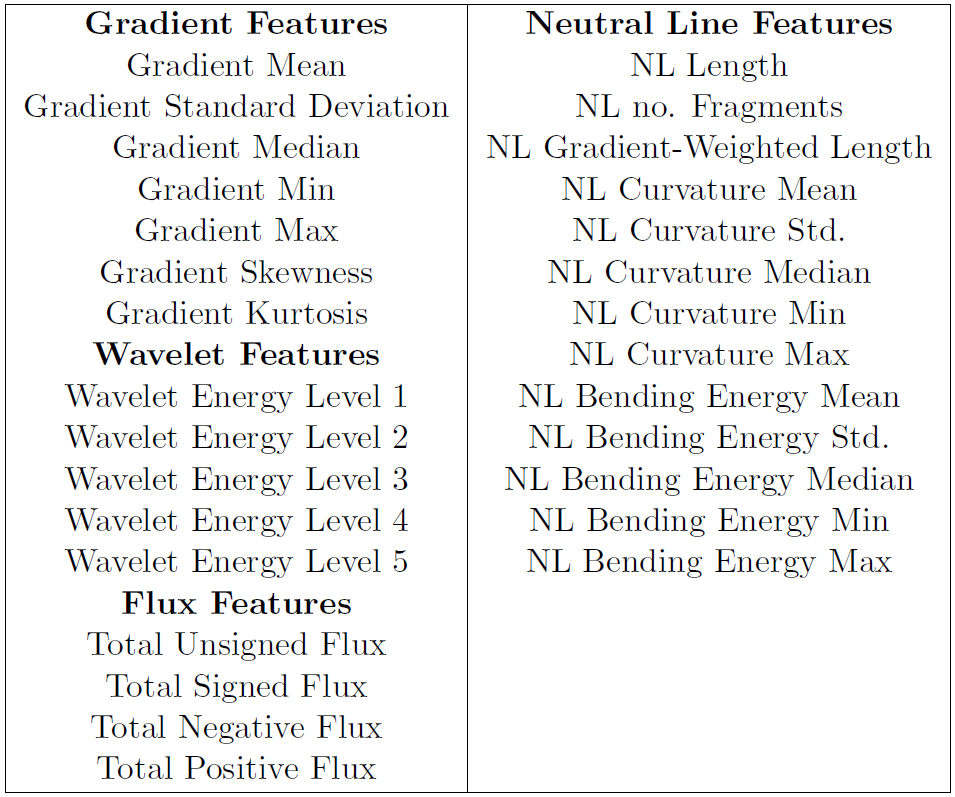 Gradient Features
Gradient Mean
Gradient Standard Deviation
Gradient Median
Gradient Min
Gradient Max
Gradient Skewness
Gradient Kurtosis
Wavelet Features
Wavelet Energy Level 1
Wavelet Energy Level 2
Wavelet Energy Level 3
Wavelet Energy Level 4
Wavelet Energy Level 5
Flux Features
Total Unsigned Flux
Total Signed Flux
Total Negative Flux
Total Positive Flux
Neutral Line Features
NL Length
NL no. Fragments
NL Gradient-Weighted Length
NL Curvature Mean
NL Curvature Std.
NL Curvature Median
NL Curvature Min
NL Curvature Max
NL Bending Energy Mean
NL Bending Energy Std.
NL Bending Energy Median
NL Bending Energy Min
NL Bending Energy Max